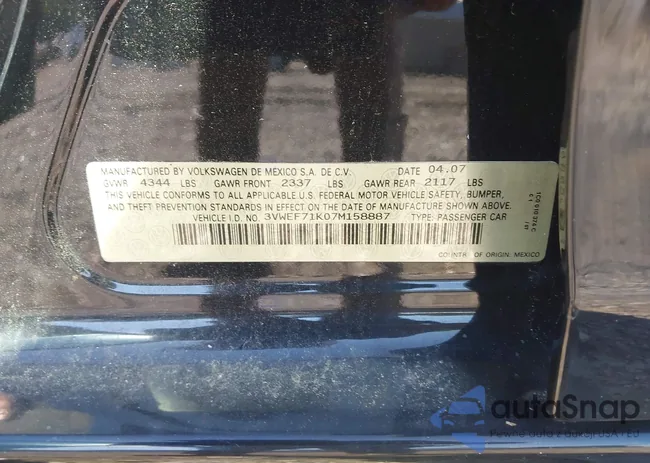 MANUFACTURED BY VOLKSWAGEN DE MEXICO S.A. DE C.V. DATE 04.07
GVWR 4344 LBS GAWR FRONT 2337 LBS GAWR REAR 2117 LBS
THIS VEHICLE CONFORMS TO ALL APPLICABLE U.S. FEDERAL MOTOR VEHICLE SAFETY, BUMPER,
AND THEFT PREVENTION STANDARDS IN EFFECT ON THE DATE OF MANUFACTURE SHOWN ABOVE.
VEHICLE I.D. NO. 3VWEF71K07M158887 TYPE: PASSENGER CAR
COUNTRY OF ORIGIN: MEXICO
autoSnap